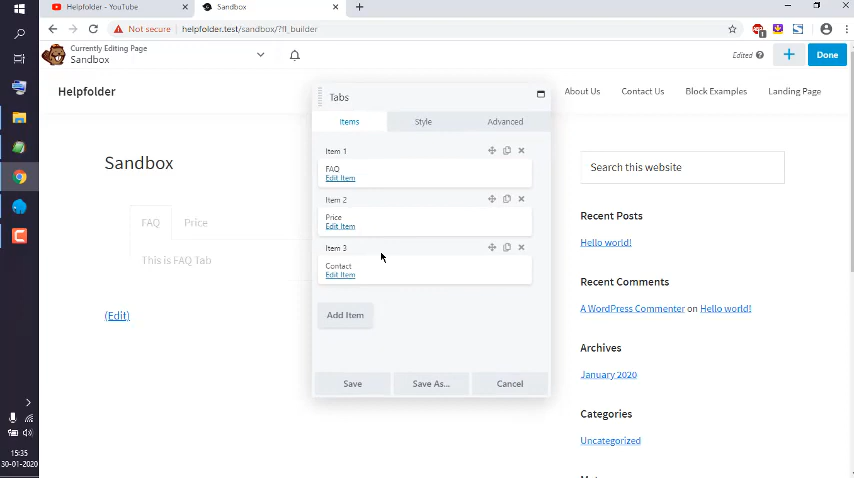 Helpfolder - YouTube
Sandbox
Not secure
helpfolder.test/sandbox/?fl_builder
Currently Editing Page
Sandbox
Edited
Done
Helpfolder
About Us
Contact Us
Block Examples
Landing Page
Tabs
Items
Style
Advanced
Item 1
FAQ
Edit Item
Item 2
Price
Edit Item
Item 3
Contact
Edit Item
Add Item
Save
Save As...
Cancel
Sandbox
FAQ
Price
This is FAQ Tab
(Edit)
Search this website
Recent Posts
Hello world!
Recent Comments
A WordPress Commenter on Hello world!
Archives
January 2020
Categories
Uncategorized
15:35
30-01-2020